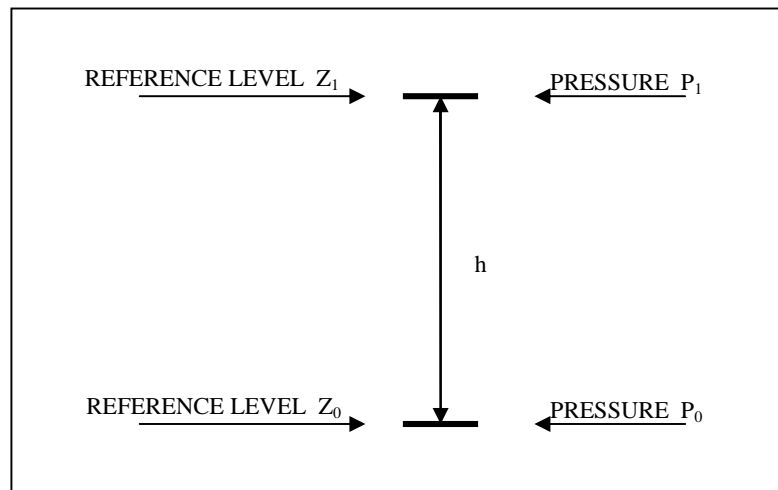 REFERENCE LEVEL Z₁ PRESSURE P₁
h
REFERENCE LEVEL Z₀ PRESSURE P₀